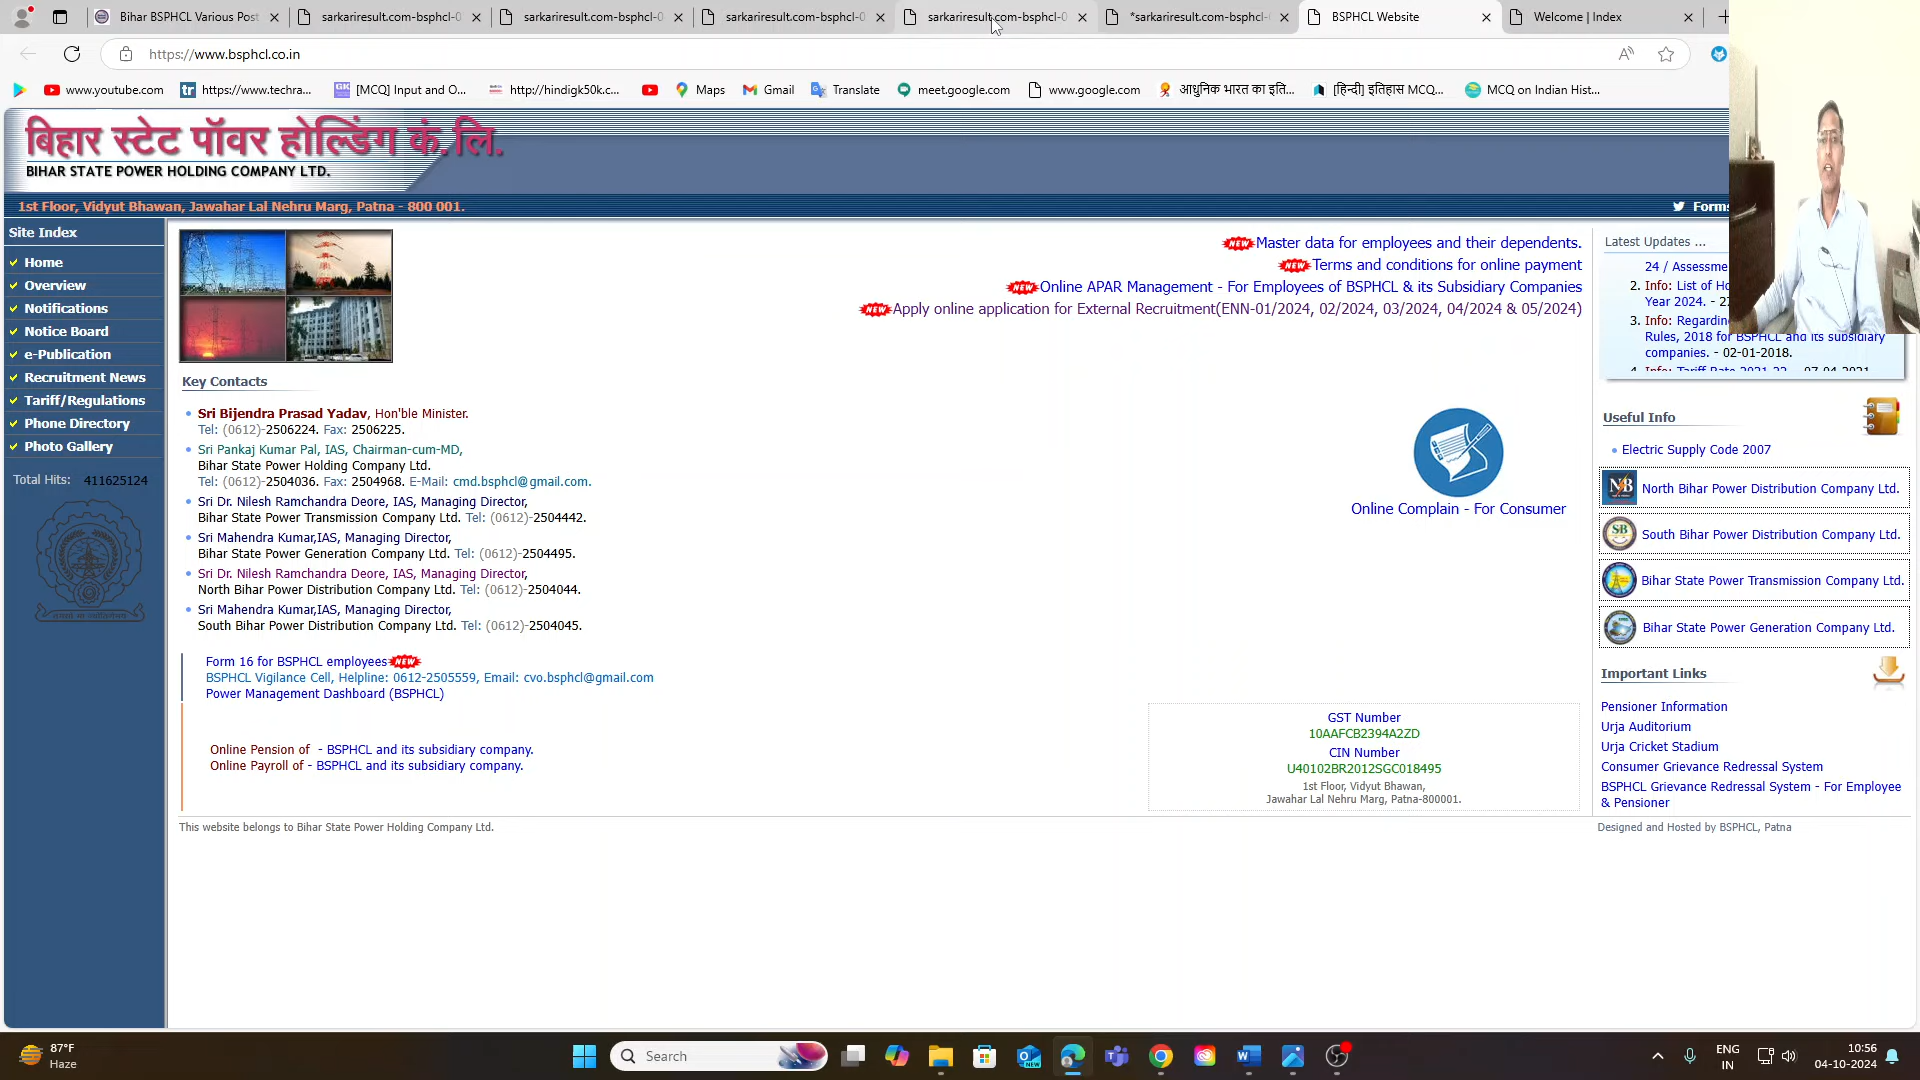 Bihar BSPHCL Various Post
sarkariresult.com-bsphcl-0
sarkariresult.com-bsphcl-0
sarkariresult.com-bsphcl-0
sarkariresult.com-bsphcl-0
*sarkariresult.com-bsphcl-
BSPHCL Website
Welcome | Index
https://www.bsphcl.co.in
www.youtube.com
https://www.techra...
[MCQ] Input and O...
http://hindigk50k.c...
Maps
Gmail
Translate
meet.google.com
www.google.com
आधुनिक भारत का इति...
[हिन्दी] इतिहास MCQ...
MCQ on Indian Hist...
बिहार स्टेट पॉवर होल्डिंग कं.लि.
BIHAR STATE POWER HOLDING COMPANY LTD.
1st Floor, Vidyut Bhawan, Jawahar Lal Nehru Marg, Patna - 800 001.
Forms
Site Index
Home
Overview
Notifications
Notice Board
e-Publication
Recruitment News
Tariff/Regulations
Phone Directory
Photo Gallery
Total Hits: 411625124
NEW Master data for employees and their dependents.
NEW Terms and conditions for online payment
NEW Online APAR Management - For Employees of BSPHCL & its Subsidiary Companies
NEW Apply online application for External Recruitment(ENN-01/2024, 02/2024, 03/2024, 04/2024 & 05/2024)
Key Contacts
Sri Bijendra Prasad Yadav, Hon'ble Minister.
Tel: (0612)-2506224. Fax: 2506225.
Sri Pankaj Kumar Pal, IAS, Chairman-cum-MD,
Bihar State Power Holding Company Ltd.
Tel: (0612)-2504036. Fax: 2504968. E-Mail: cmd.bsphcl@gmail.com.
Sri Dr. Nilesh Ramchandra Deore, IAS, Managing Director,
Bihar State Power Transmission Company Ltd. Tel: (0612)-2504442.
Sri Mahendra Kumar,IAS, Managing Director,
Bihar State Power Generation Company Ltd. Tel: (0612)-2504495.
Sri Dr. Nilesh Ramchandra Deore, IAS, Managing Director,
North Bihar Power Distribution Company Ltd. Tel: (0612)-2504044.
Sri Mahendra Kumar,IAS, Managing Director,
South Bihar Power Distribution Company Ltd. Tel: (0612)-2504045.
Form 16 for BSPHCL employees NEW
BSPHCL Vigilance Cell, Helpline: 0612-2505559, Email: cvo.bsphcl@gmail.com
Power Management Dashboard (BSPHCL)
Online Pension of - BSPHCL and its subsidiary company.
Online Payroll of - BSPHCL and its subsidiary company.
Online Complain - For Consumer
GST Number
10AAFCB2394A2ZD
CIN Number
U40102BR2012SGC018495
1st Floor, Vidyut Bhawan,
Jawahar Lal Nehru Marg, Patna-800001.
Latest Updates ...
24 / Assessme
2. Info: List of Ho
Year 2024. - 2
3. Info: Regardin
Rules, 2018 for BSPHCL and its subsidiary
companies. - 02-01-2018.
4. Info: Tariff Rate 2021-22. - 07-04-2021
Useful Info
Electric Supply Code 2007
North Bihar Power Distribution Company Ltd.
SB
South Bihar Power Distribution Company Ltd.
Bihar State Power Transmission Company Ltd.
Bihar State Power Generation Company Ltd.
Important Links
Pensioner Information
Urja Auditorium
Urja Cricket Stadium
Consumer Grievance Redressal System
BSPHCL Grievance Redressal System - For Employee
& Pensioner
This website belongs to Bihar State Power Holding Company Ltd.
Designed and Hosted by BSPHCL, Patna
87°F
Haze
Search
ENG
IN
10:56
04-10-2024